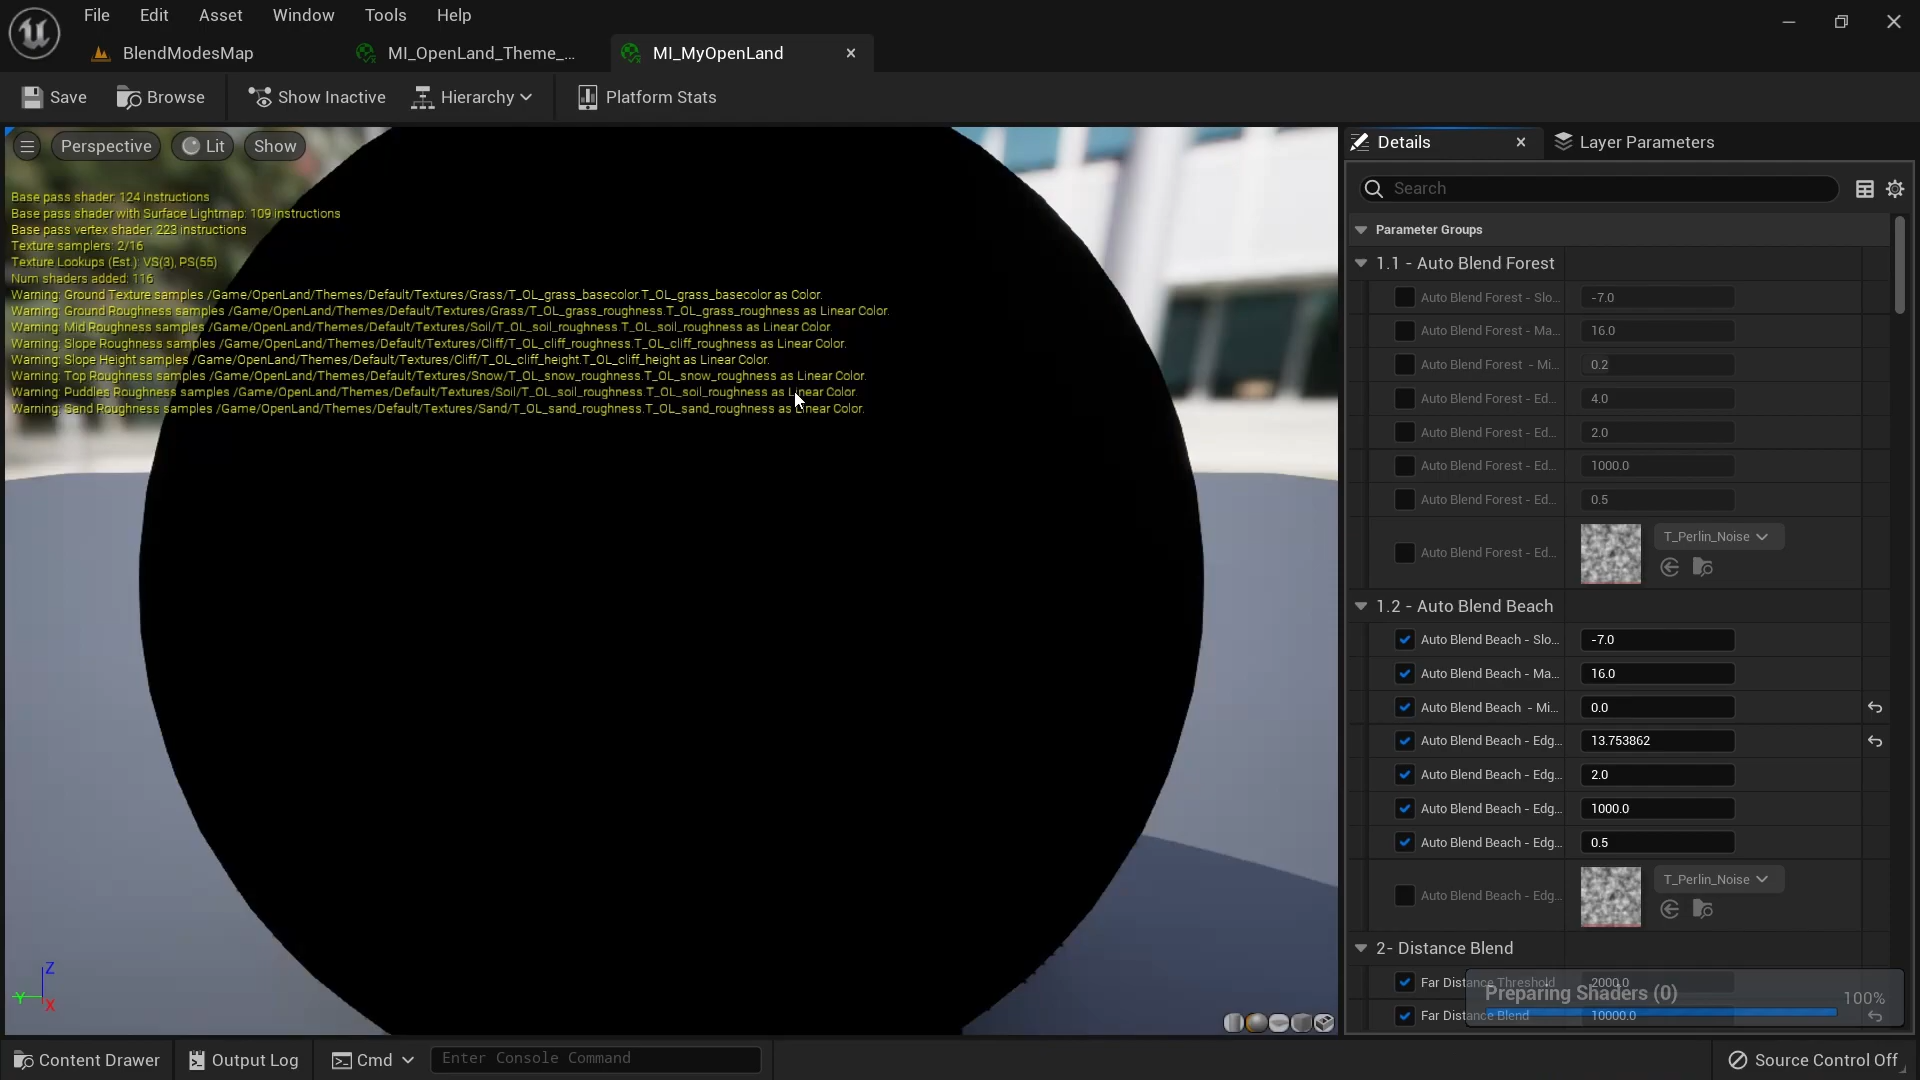 File Edit Asset Window Tools Help
BlendModesMap MI_OpenLand_Theme_... MI_MyOpenLand
Save Browse Show Inactive Hierarchy Platform Stats
Perspective Lit Show
Base pass shader: 124 instructions
Base pass shader with Surface Lightmap: 109 instructions
Base pass vertex shader: 223 instructions
Texture samplers: 2/16
Texture Lookups (Est.): VS(3), PS(55)
Num shaders added: 116
Warning: Ground Texture samples /Game/OpenLand/Themes/Default/Textures/Grass/T_OL_grass_basecolor.T_OL_grass_basecolor as Color.
Warning: Ground Roughness samples /Game/OpenLand/Themes/Default/Textures/Grass/T_OL_grass_roughness.T_OL_grass_roughness as Linear Color.
Warning: Mid Roughness samples /Game/OpenLand/Themes/Default/Textures/Soil/T_OL_soil_roughness.T_OL_soil_roughness as Linear Color.
Warning: Slope Roughness samples /Game/OpenLand/Themes/Default/Textures/Cliff/T_OL_cliff_roughness.T_OL_cliff_roughness as Linear Color.
Warning: Slope Height samples /Game/OpenLand/Themes/Default/Textures/Cliff/T_OL_cliff_height.T_OL_cliff_height as Linear Color.
Warning: Top Roughness samples /Game/OpenLand/Themes/Default/Textures/Snow/T_OL_snow_roughness.T_OL_snow_roughness as Linear Color.
Warning: Puddles Roughness samples /Game/OpenLand/Themes/Default/Textures/Soil/T_OL_soil_roughness.T_OL_soil_roughness as Linear Color.
Warning: Sand Roughness samples /Game/OpenLand/Themes/Default/Textures/Sand/T_OL_sand_roughness.T_OL_sand_roughness as Linear Color.
Z
Y
X
Details Layer Parameters
Search
Parameter Groups
1.1 - Auto Blend Forest
Auto Blend Forest - Slo... -7.0
Auto Blend Forest - Ma... 16.0
Auto Blend Forest - Mi... 0.2
Auto Blend Forest - Ed... 4.0
Auto Blend Forest - Ed... 2.0
Auto Blend Forest - Ed... 1000.0
Auto Blend Forest - Ed... 0.5
Auto Blend Forest - Ed... T_Perlin_Noise
1.2 - Auto Blend Beach
Auto Blend Beach - Slo... -7.0
Auto Blend Beach - Ma... 16.0
Auto Blend Beach - Mi... 0.0
Auto Blend Beach - Edg... 13.753862
Auto Blend Beach - Edg... 2.0
Auto Blend Beach - Edg... 1000.0
Auto Blend Beach - Edg... 0.5
Auto Blend Beach - Edg... T_Perlin_Noise
2- Distance Blend
Far Distance Threshold 2000.0
Preparing Shaders (0) 100%
Far Distance Blend 10000.0
Content Drawer Output Log Cmd Enter Console Command Source Control Off